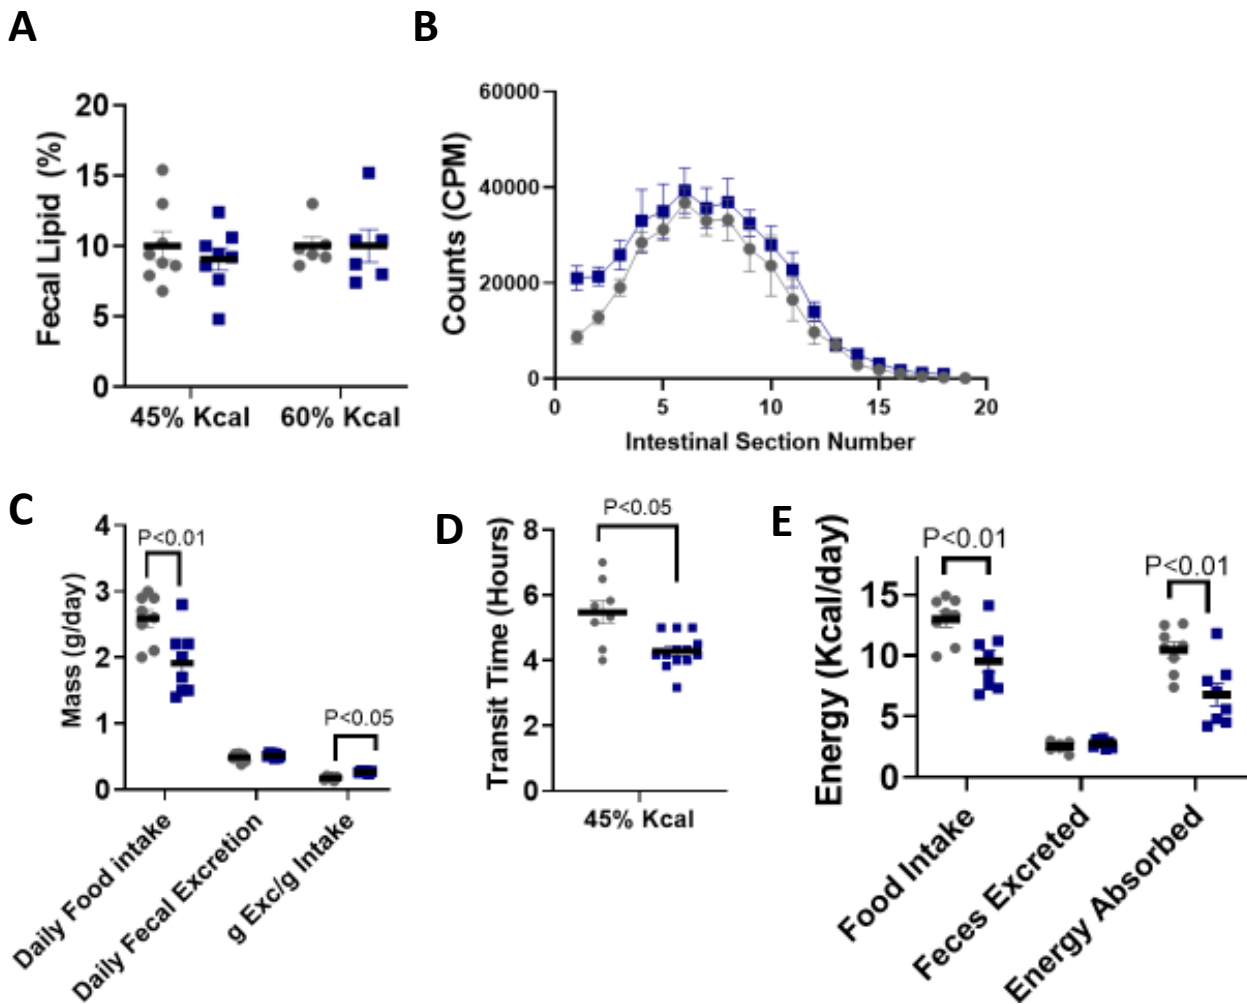 A
Fecal Lipid (%)
20
15
10
5
0
45% Kcal 60% Kcal
B
Counts (CPM)
60000
40000
20000
0
0 5 10 15 20
Intestinal Section Number
C
Mass (g/day)
4
3
2
1
0
P<0.01
P<0.05
Daily Food intake
Daily Fecal Excretion
g Exc/g Intake
D
Transit Time (Hours)
8
6
4
2
0
P<0.05
45% Kcal
E
Energy (Kcal/day)
15
10
5
0
P<0.01
P<0.01
Food Intake
Feces Excreted
Energy Absorbed